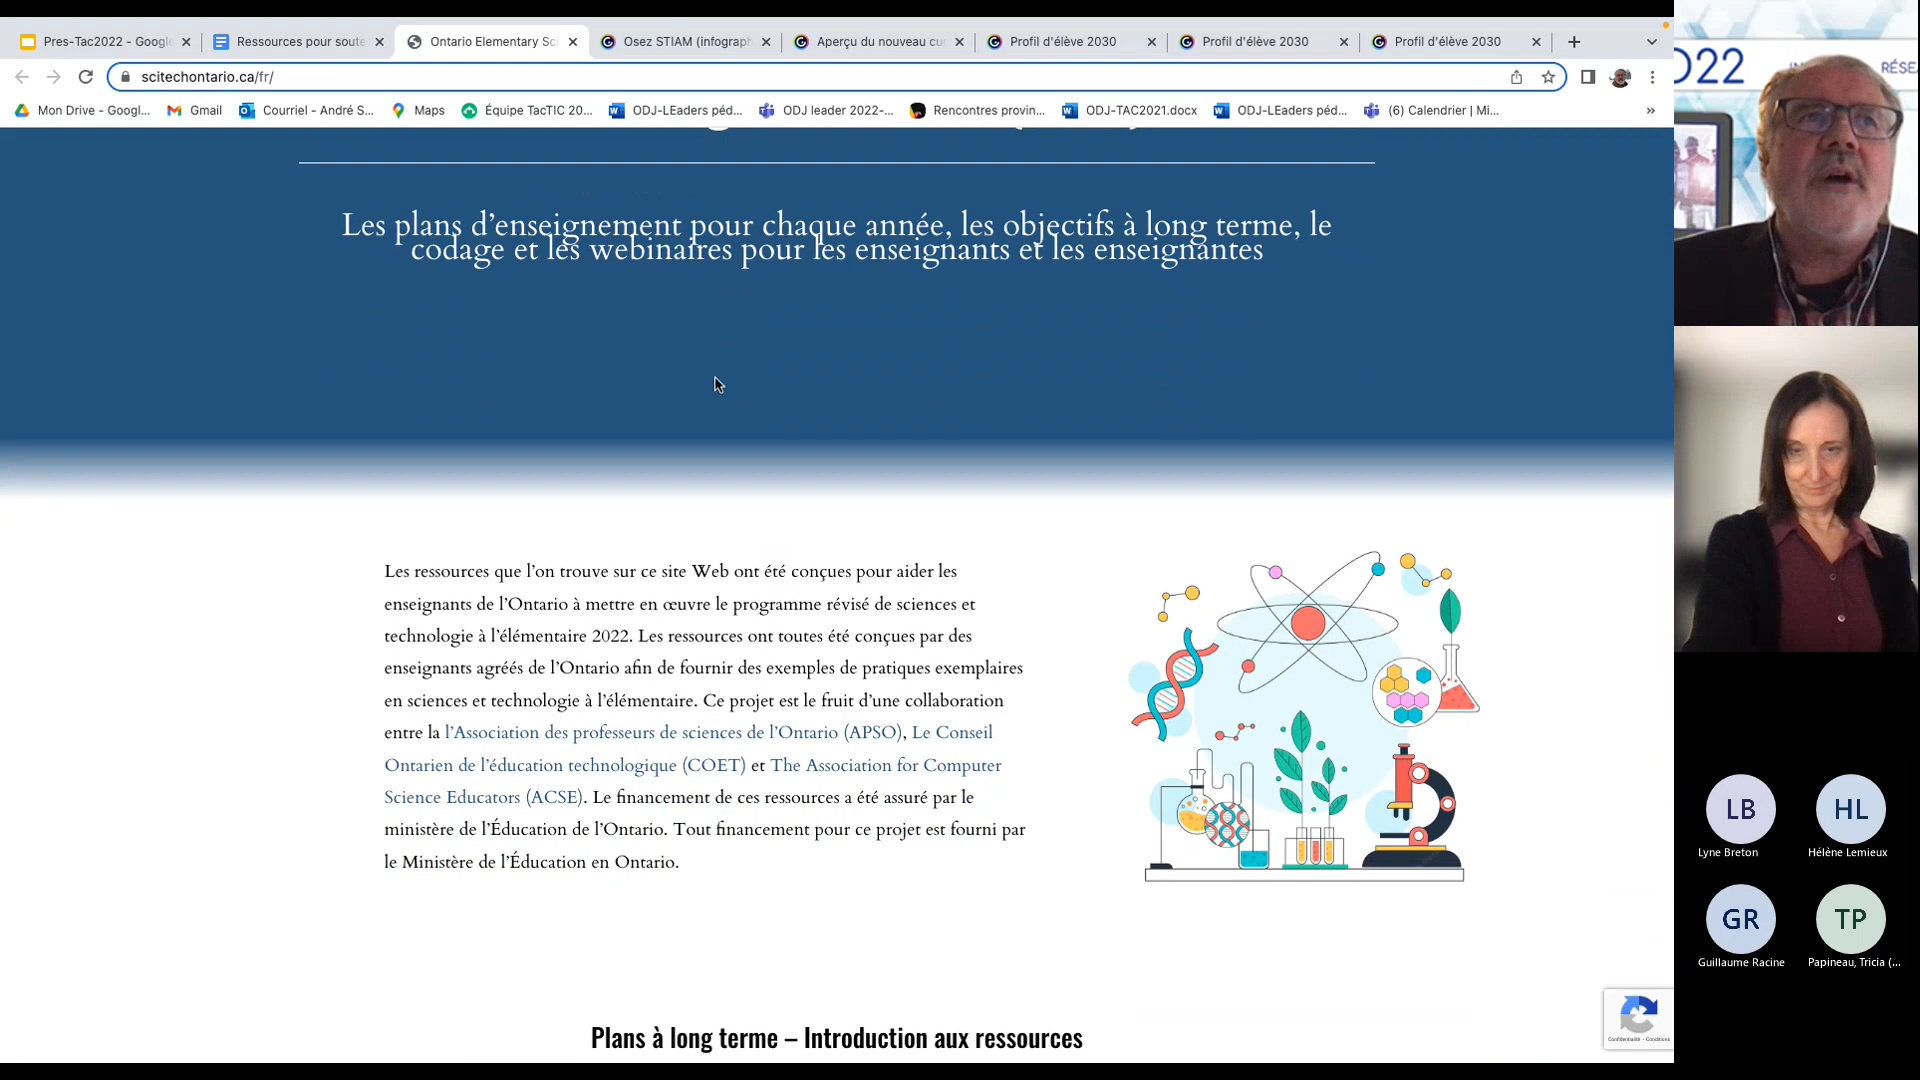 Pres-Tac2022 - Google
Ressources pour soute
Ontario Elementary Sc
Osez STIAM (infograph
Aperçu du nouveau cu
Profil d'élève 2030
Profil d'élève 2030
Profil d'élève 2030
scitechontario.ca/fr/
Mon Drive - Googl...
Gmail
Courriel - André S...
Maps
Équipe TacTIC 20...
ODJ-LEaders péd...
ODJ leader 2022-...
Rencontres provin...
ODJ-TAC2021.docx
ODJ-LEaders péd...
(6) Calendrier | Mi...
»
Les plans d'enseignement pour chaque année, les objectifs à long terme, le
codage et les webinaires pour les enseignants et les enseignantes
Les ressources que l'on trouve sur ce site Web ont été conçues pour aider les
enseignants de l'Ontario à mettre en œuvre le programme révisé de sciences et
technologie à l'élémentaire 2022. Les ressources ont toutes été conçues par des
enseignants agréés de l'Ontario afin de fournir des exemples de pratiques exemplaires
en sciences et technologie à l'élémentaire. Ce projet est le fruit d'une collaboration
entre la l'Association des professeurs de sciences de l'Ontario (APSO), Le Conseil
Ontarien de l'éducation technologique (COET) et The Association for Computer
Science Educators (ACSE). Le financement de ces ressources a été assuré par le
ministère de l'Éducation de l'Ontario. Tout financement pour ce projet est fourni par
le Ministère de l'Éducation en Ontario.
Plans à long terme – Introduction aux ressources
Confidentialité - Conditions
022
RÉSEA
LB
Lyne Breton
HL
Hélène Lemieux
GR
Guillaume Racine
TP
Papineau, Tricia (...